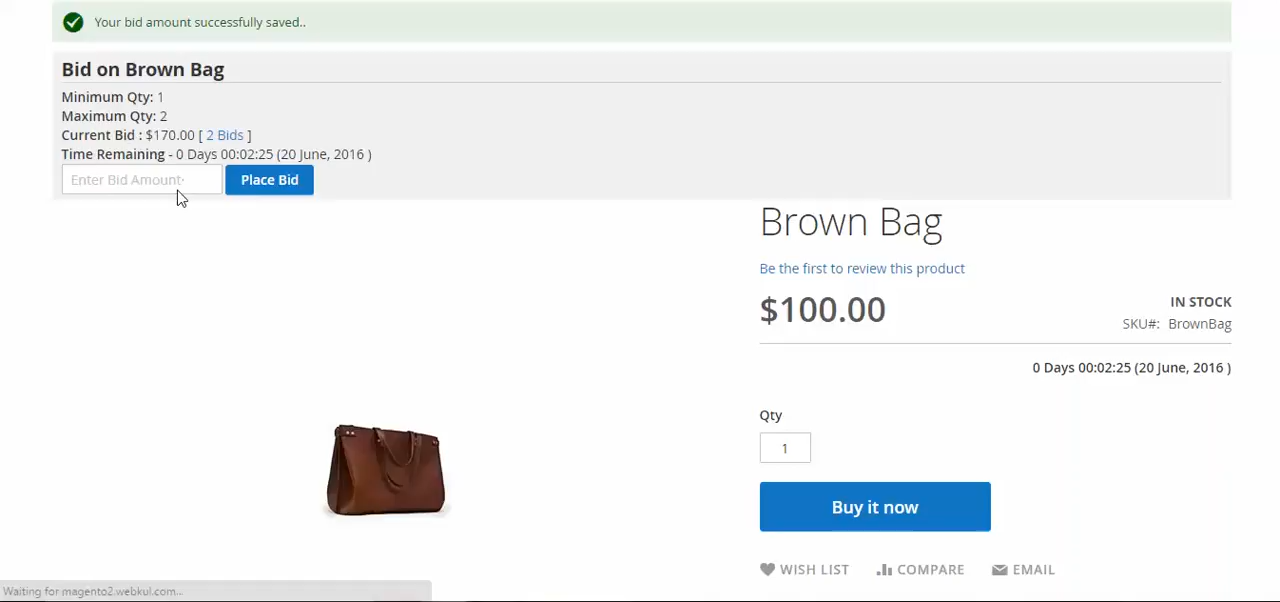 Your bid amount successfully saved..
Bid on Brown Bag
Minimum Qty: 1
Maximum Qty: 2
Current Bid : $170.00 [ 2 Bids ]
Time Remaining - 0 Days 00:02:25 (20 June, 2016 )
Enter Bid Amount·
Place Bid
Brown Bag
Be the first to review this product
$100.00
IN STOCK
SKU#: BrownBag
0 Days 00:02:25 (20 June, 2016 )
Qty
1
Buy it now
WISH LIST COMPARE EMAIL
Waiting for magento2.webkul.com...